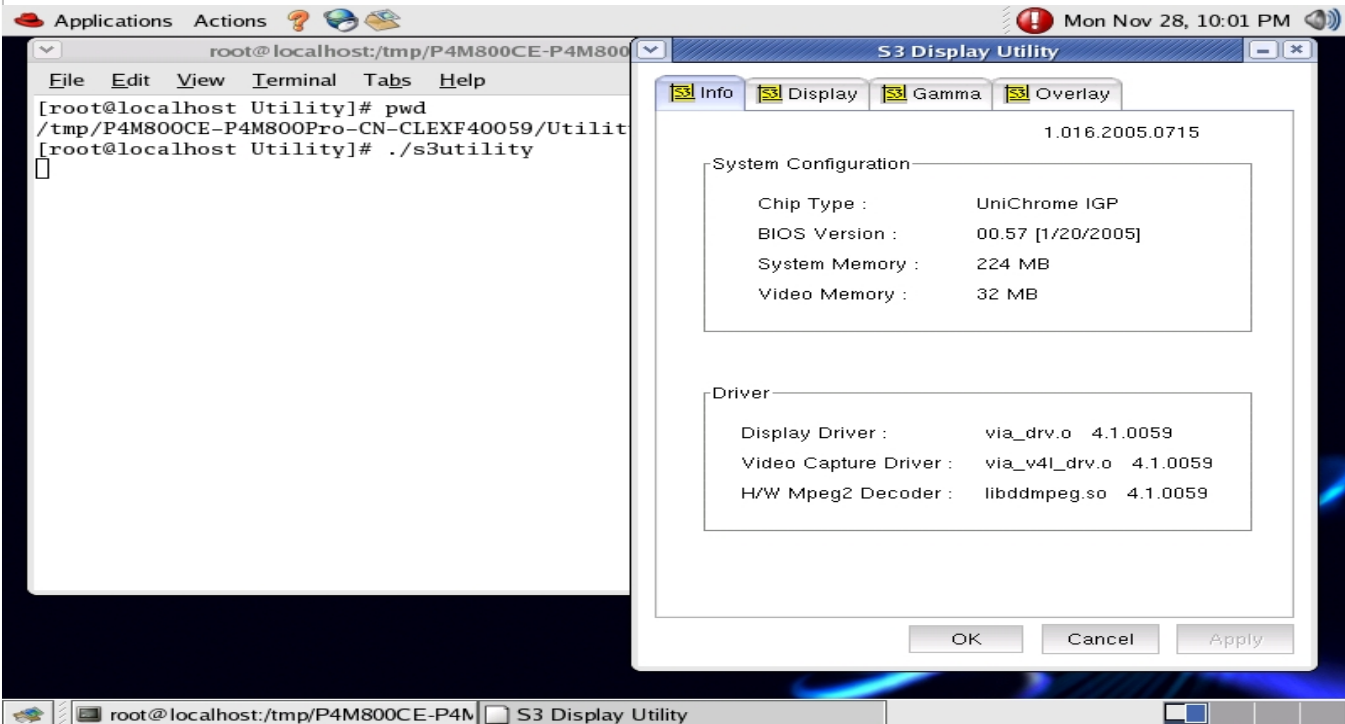 Applications Actions Mon Nov 28, 10:01 PM
root@localhost:/tmp/P4M800CE-P4M800
File Edit View Terminal Tabs Help
[root@localhost Utility]# pwd
/tmp/P4M800CE-P4M800Pro-CN-CLEXF40059/Utilit
[root@localhost Utility]# ./s3utility
S3 Display Utility
S3 Info S3 Display S3 Gamma S3 Overlay
1.016.2005.0715
System Configuration
Chip Type : UniChrome IGP
BIOS Version : 00.57 [1/20/2005]
System Memory : 224 MB
Video Memory : 32 MB
Driver
Display Driver : via_drv.o 4.1.0059
Video Capture Driver : via_v4l_drv.o 4.1.0059
H/W Mpeg2 Decoder : libddmpeg.so 4.1.0059
OK Cancel Apply
root@localhost:/tmp/P4M800CE-P4M S3 Display Utility